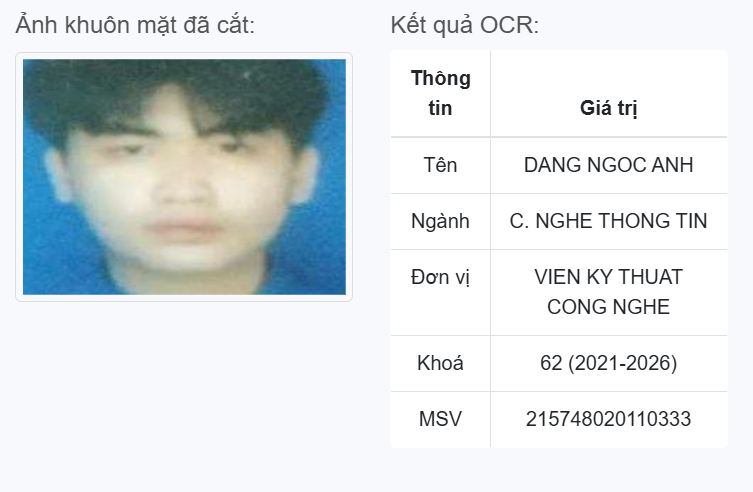 Ảnh khuôn mặt đã cắt:
Kết quả OCR:
Thông
tin
Giá trị
Tên
DANG NGOC ANH
Ngành
C. NGHE THONG TIN
Đơn vị
VIEN KY THUAT
CONG NGHE
Khoá
62 (2021-2026)
MSV
215748020110333